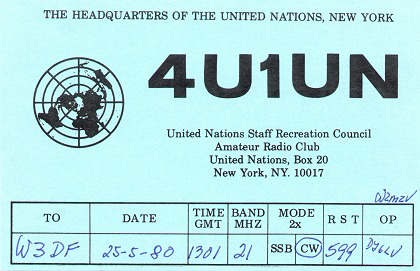 THE HEADQUARTERS OF THE UNITED NATIONS, NEW YORK
4U1UN
United Nations Staff Recreation Council
Amateur Radio Club
United Nations, Box 20
New York, NY. 10017
TO DATE TIME GMT BAND MHZ MODE 2x R S T OP
W3DF 25-5-80 1301 21 SSB CW 599